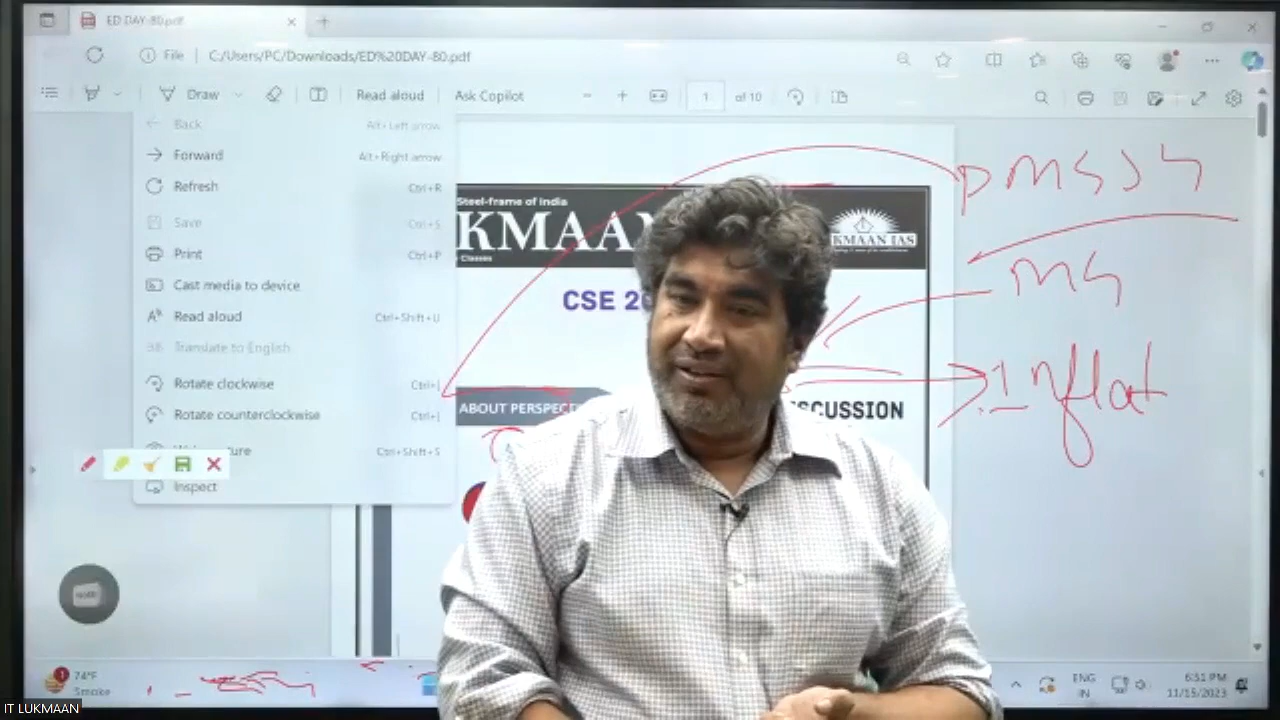 ED DAY-80.pdf
File C:/Users/PC/Downloads/ED%20DAY-80.pdf
Draw Read aloud Ask Copilot - + 1 of 10
Back Alt+Left arrow
Forward Alt+Right arrow
Refresh Ctrl+R
Save Ctrl+S
Print Ctrl+P
Cast media to device
Read aloud Ctrl+Shift+U
Translate to English
Rotate clockwise Ctrl+]
Rotate counterclockwise Ctrl+[
ture Ctrl+Shift+S
Inspect
Steel-frame of India
KMAA
e Classes
KMAAN IAS
CSE 20
ABOUT PERSPEC
SCUSSION
Inflat
74°F
Smoke
ENG
IN
6:51 PM
11/15/2023
IT LUKMAAN